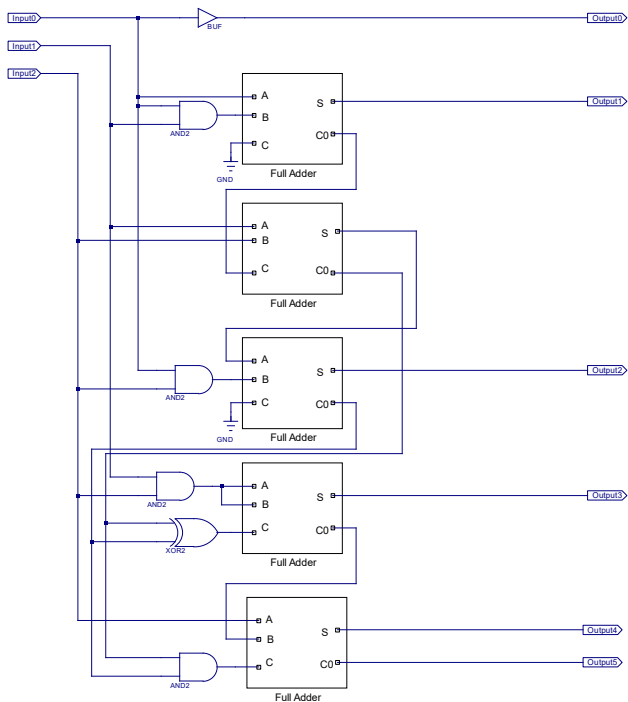 Input0
BUF
Output0
Input1
Input2
A
S
Output1
B
AND2
C0
C
GND
Full Adder
A
S
B
C
C0
Full Adder
A
S
Output2
B
AND2
C
C0
GND
Full Adder
A
S
Output3
B
AND2
C
C0
XOR2
Full Adder
A
S
Output4
B
C
C0
Output5
AND2
Full Adder